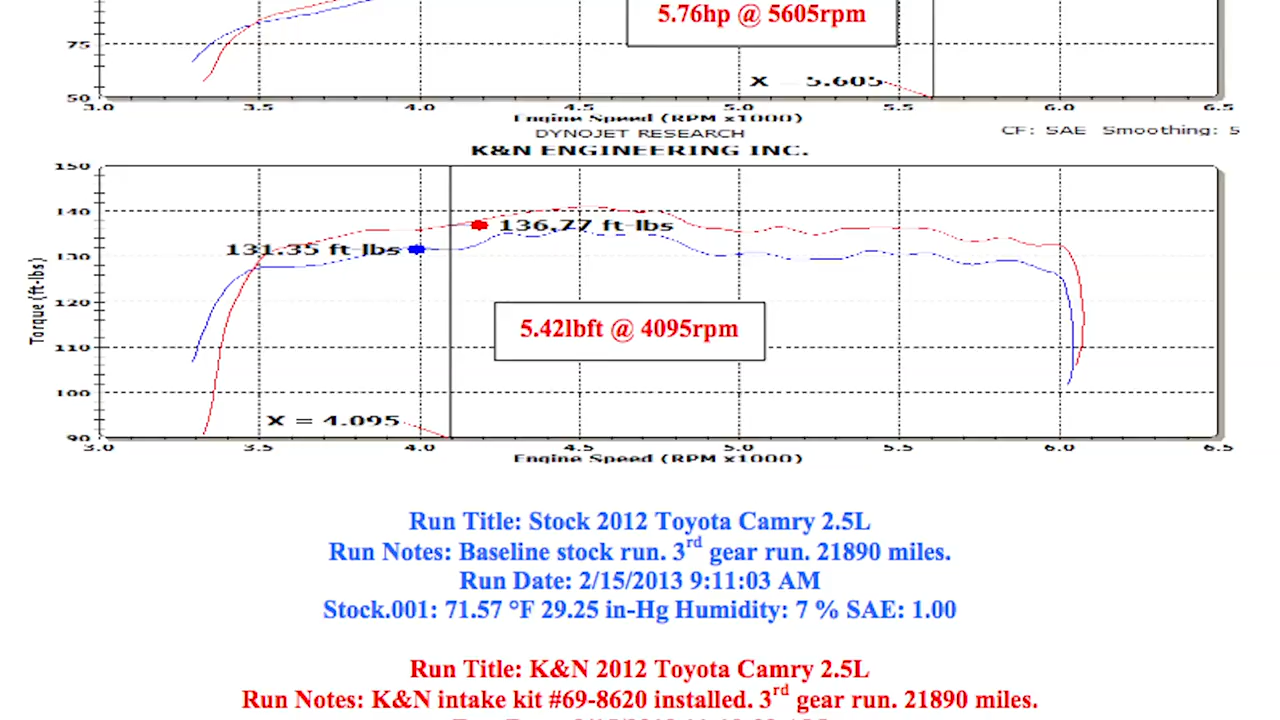 5.76hp @ 5605rpm
75
X = 5.605
50
3.0 3.5 4.0 4.5 5.0 5.5 6.0 6.5
Engine Speed (RPM x1000)
DYNOJET RESEARCH
CF: SAE Smoothing: 5
K&N ENGINEERING INC.
150
140
136.77 ft-lbs
131.35 ft-lbs
130
Torque (ft-lbs)
120
5.42lbft @ 4095rpm
110
100
X = 4.095
90
3.0 3.5 4.0 4.5 5.0 5.5 6.0 6.5
Engine Speed (RPM x1000)
Run Title: Stock 2012 Toyota Camry 2.5L
Run Notes: Baseline stock run. 3rd gear run. 21890 miles.
Run Date: 2/15/2013 9:11:03 AM
Stock.001: 71.57 °F 29.25 in-Hg Humidity: 7 % SAE: 1.00
Run Title: K&N 2012 Toyota Camry 2.5L
Run Notes: K&N intake kit #69-8620 installed. 3rd gear run. 21890 miles.